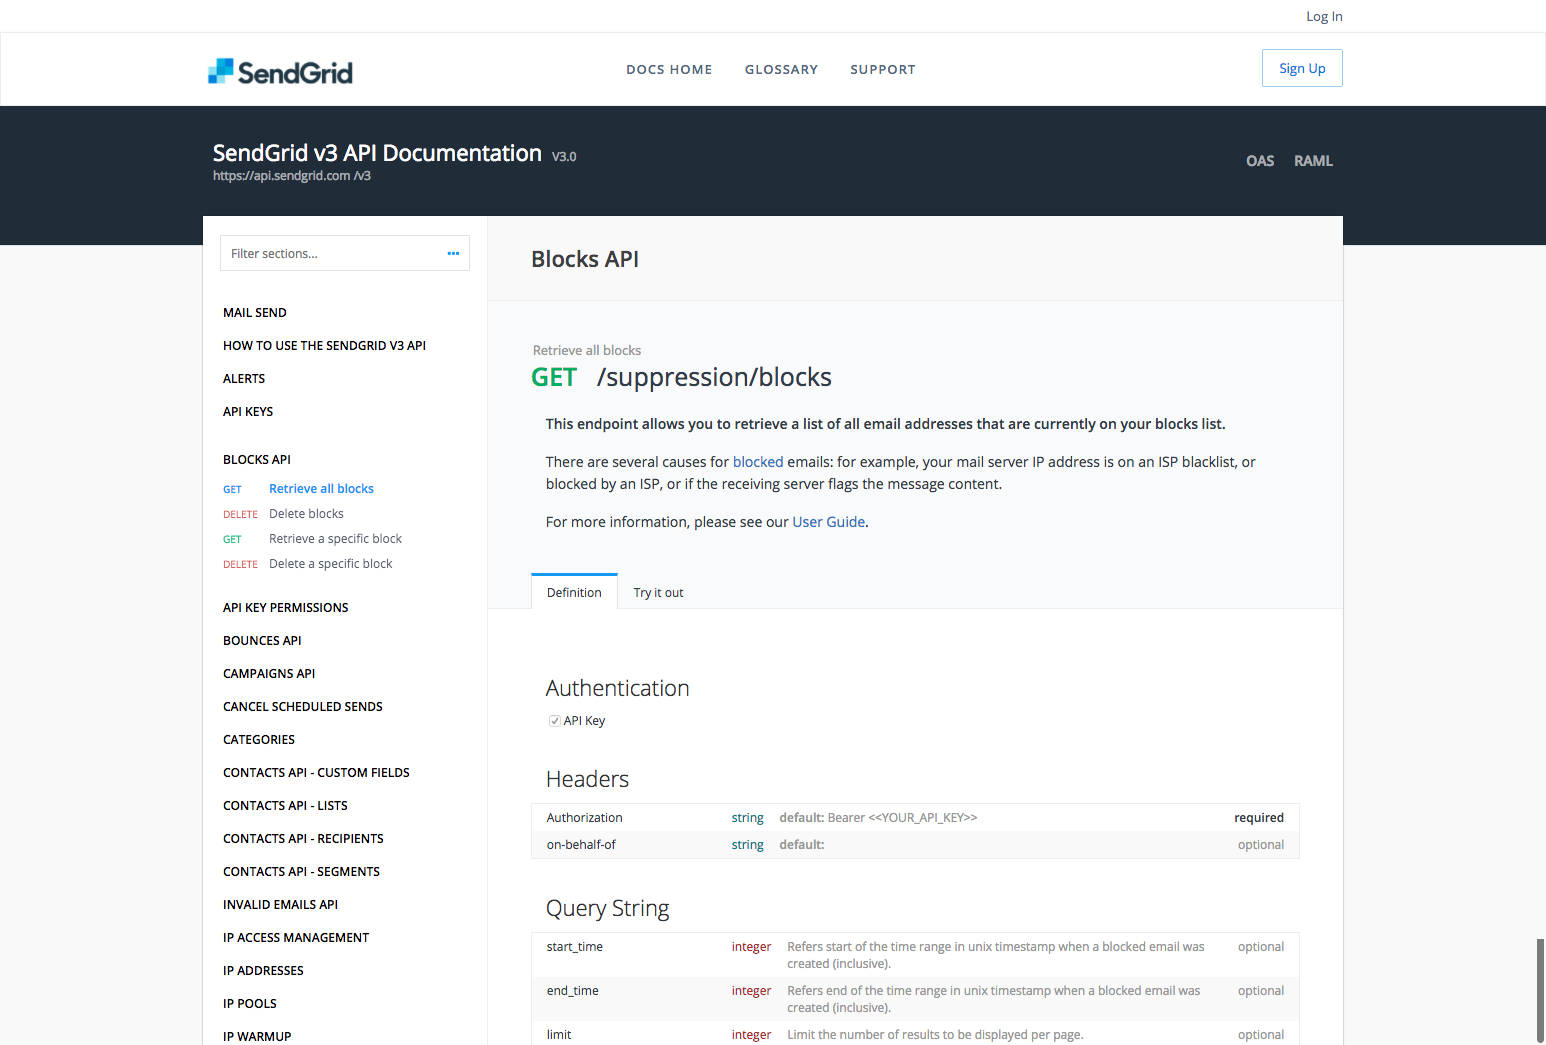 Log In
SendGrid
DOCS HOME GLOSSARY SUPPORT
Sign Up
SendGrid v3 API Documentation V3.0
https://api.sendgrid.com /v3
OAS RAML
Filter sections...
MAIL SEND
HOW TO USE THE SENDGRID V3 API
ALERTS
API KEYS
BLOCKS API
GET Retrieve all blocks
DELETE Delete blocks
GET Retrieve a specific block
DELETE Delete a specific block
API KEY PERMISSIONS
BOUNCES API
CAMPAIGNS API
CANCEL SCHEDULED SENDS
CATEGORIES
CONTACTS API - CUSTOM FIELDS
CONTACTS API - LISTS
CONTACTS API - RECIPIENTS
CONTACTS API - SEGMENTS
INVALID EMAILS API
IP ACCESS MANAGEMENT
IP ADDRESSES
IP POOLS
IP WARMUP
Blocks API
Retrieve all blocks
GET /suppression/blocks
This endpoint allows you to retrieve a list of all email addresses that are currently on your blocks list.
There are several causes for blocked emails: for example, your mail server IP address is on an ISP blacklist, or
blocked by an ISP, or if the receiving server flags the message content.
For more information, please see our User Guide.
Definition Try it out
Authentication
API Key
Headers
Authorization string default: Bearer <<YOUR_API_KEY>> required
on-behalf-of string default: optional
Query String
start_time integer Refers start of the time range in unix timestamp when a blocked email was optional
created (inclusive).
end_time integer Refers end of the time range in unix timestamp when a blocked email was optional
created (inclusive).
limit integer Limit the number of results to be displayed per page. optional